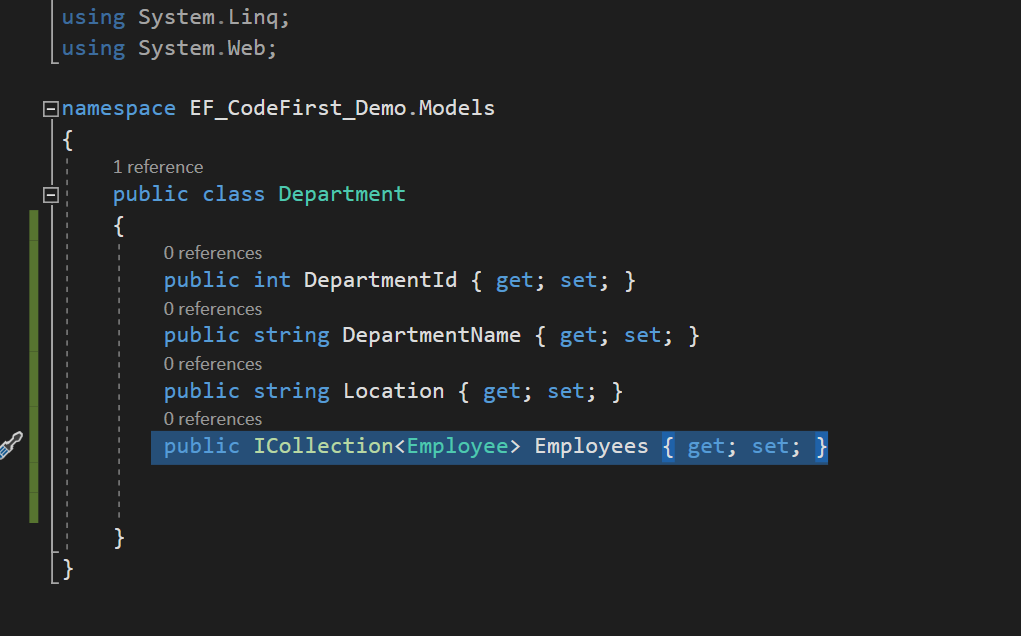 using System.Linq;
using System.Web;
namespace EF_CodeFirst_Demo.Models
{
1 reference
public class Department
{
0 references
public int DepartmentId { get; set; }
0 references
public string DepartmentName { get; set; }
0 references
public string Location { get; set; }
0 references
public ICollection<Employee> Employees { get; set; }
}
}